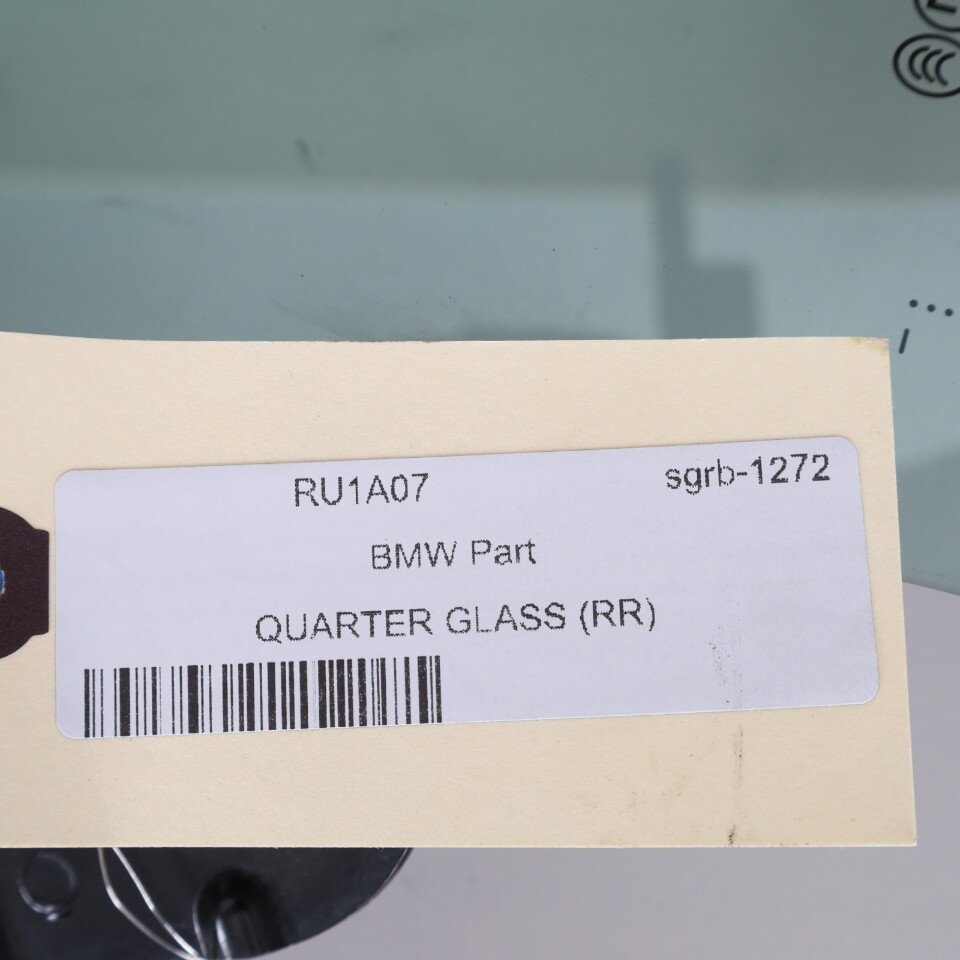 RU1A07 sgrb-1272
BMW Part
QUARTER GLASS (RR)